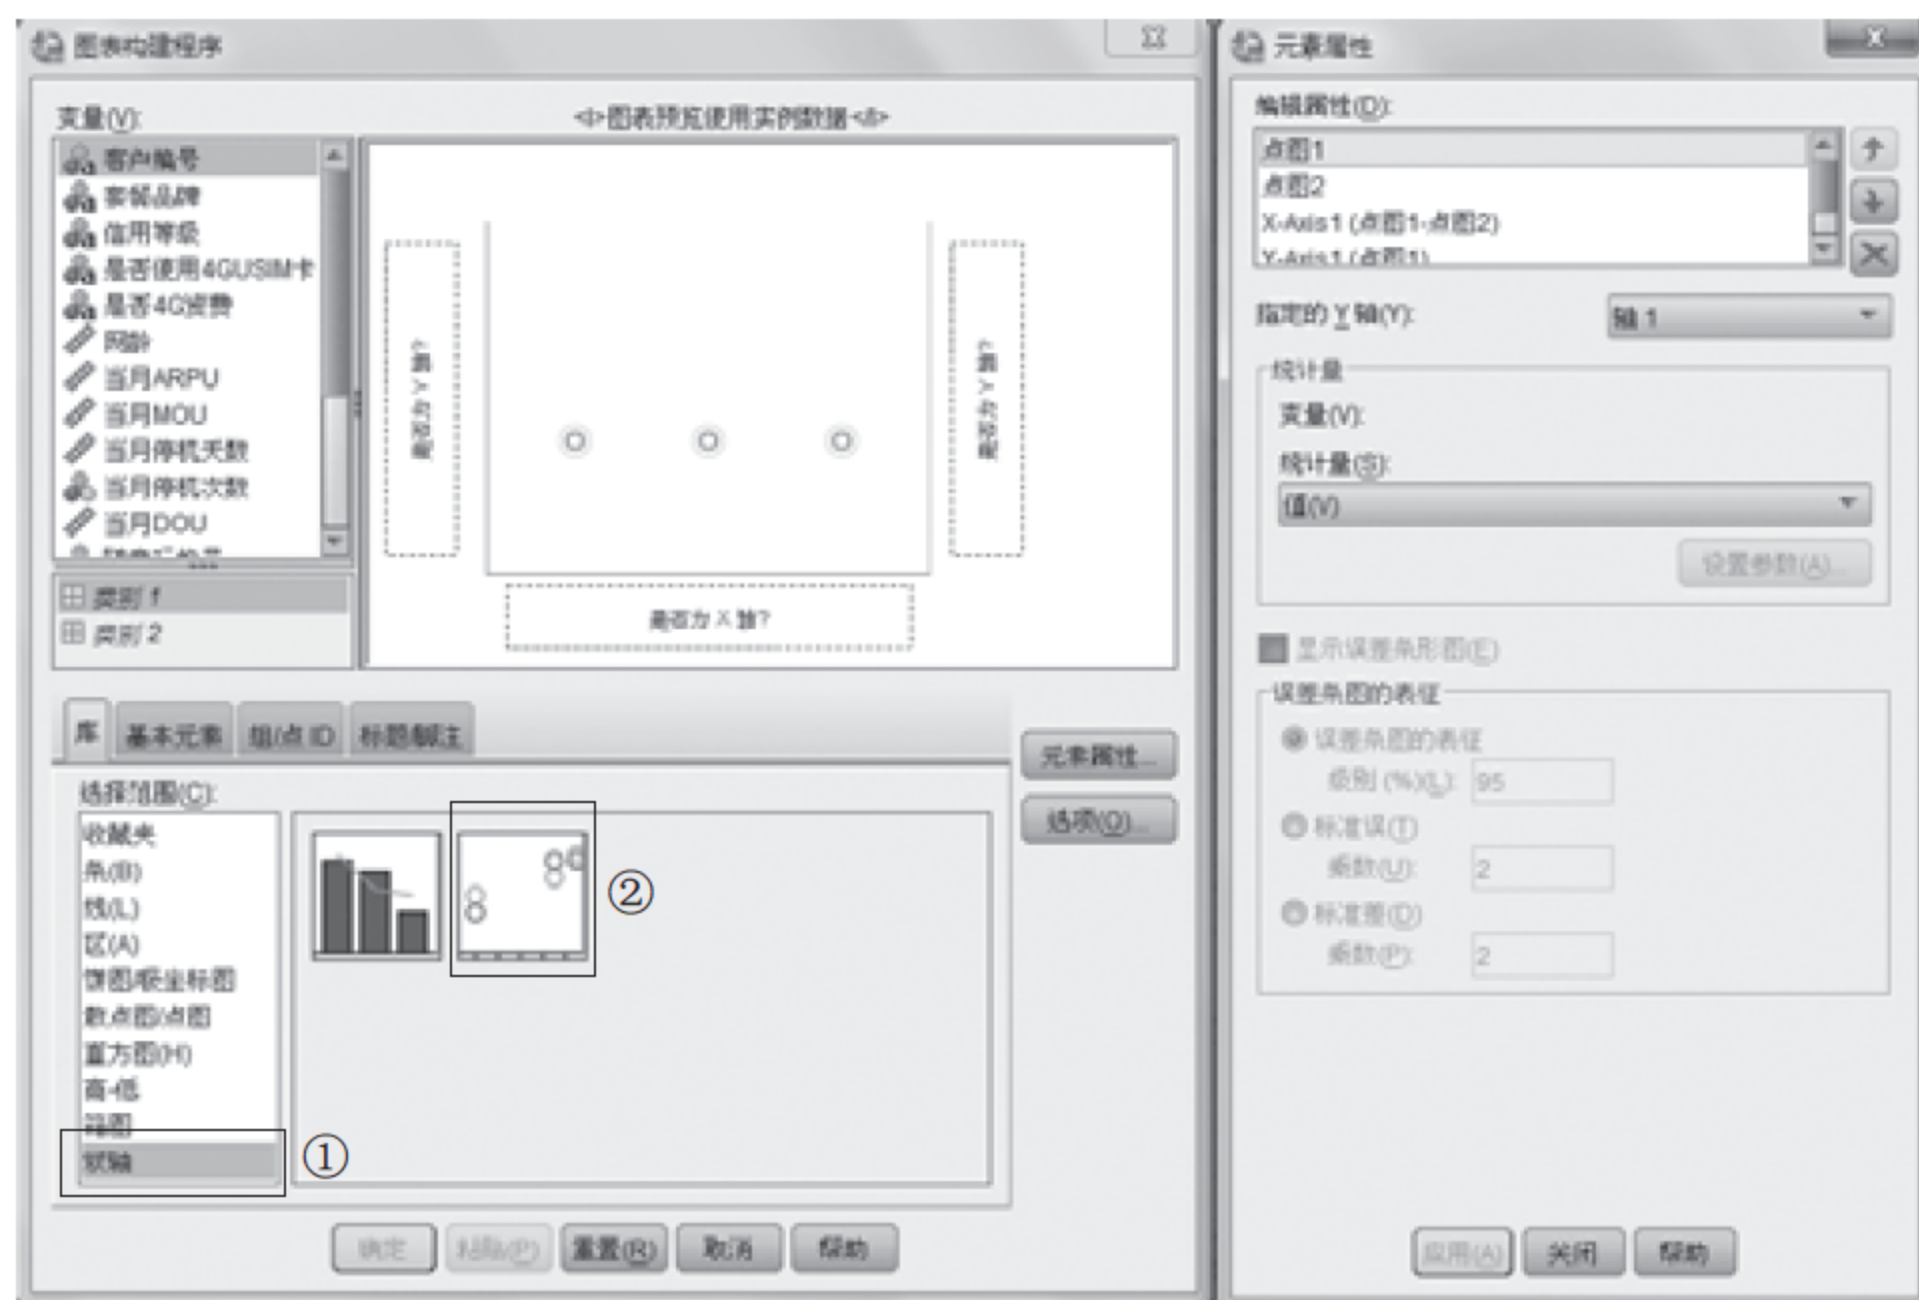 图表构建程序
变量(V):
客户编号
套餐品牌
信用等级
是否使用4GUSIM卡
是否4G资费
网龄
当月ARPU
当月MOU
当月停机天数
当月停机次数
当月DOU
类别 1
类别 2
<I>图表预览使用实例数据</I>
是否为 Y 轴?
是否为 Y 轴?
是否为 X 轴?
库
基本元素
组/点 ID
标题/脚注
选择范围(C):
收藏夹
条(B)
线(L)
区(A)
饼图/极坐标图
散点图/点图
直方图(H)
高-低
箱图
双轴
①
②
元素属性...
选项(O)...
确定
粘贴(P)
重置(R)
取消
帮助
元素属性
编辑属性(D):
点图1
点图2
X-Axis1 (点图1-点图2)
Y-Axis1 (点图1)
指定的 Y 轴(Y):
轴 1
统计量
变量(V):
统计量(S):
值(V)
设置参数(A)...
显示误差条形图(E)
误差条图的表征
误差条图的表征
级别 (%)(L): 95
标准误(T)
乘数(U): 2
标准差(D)
乘数(P): 2
应用(A)
关闭
帮助